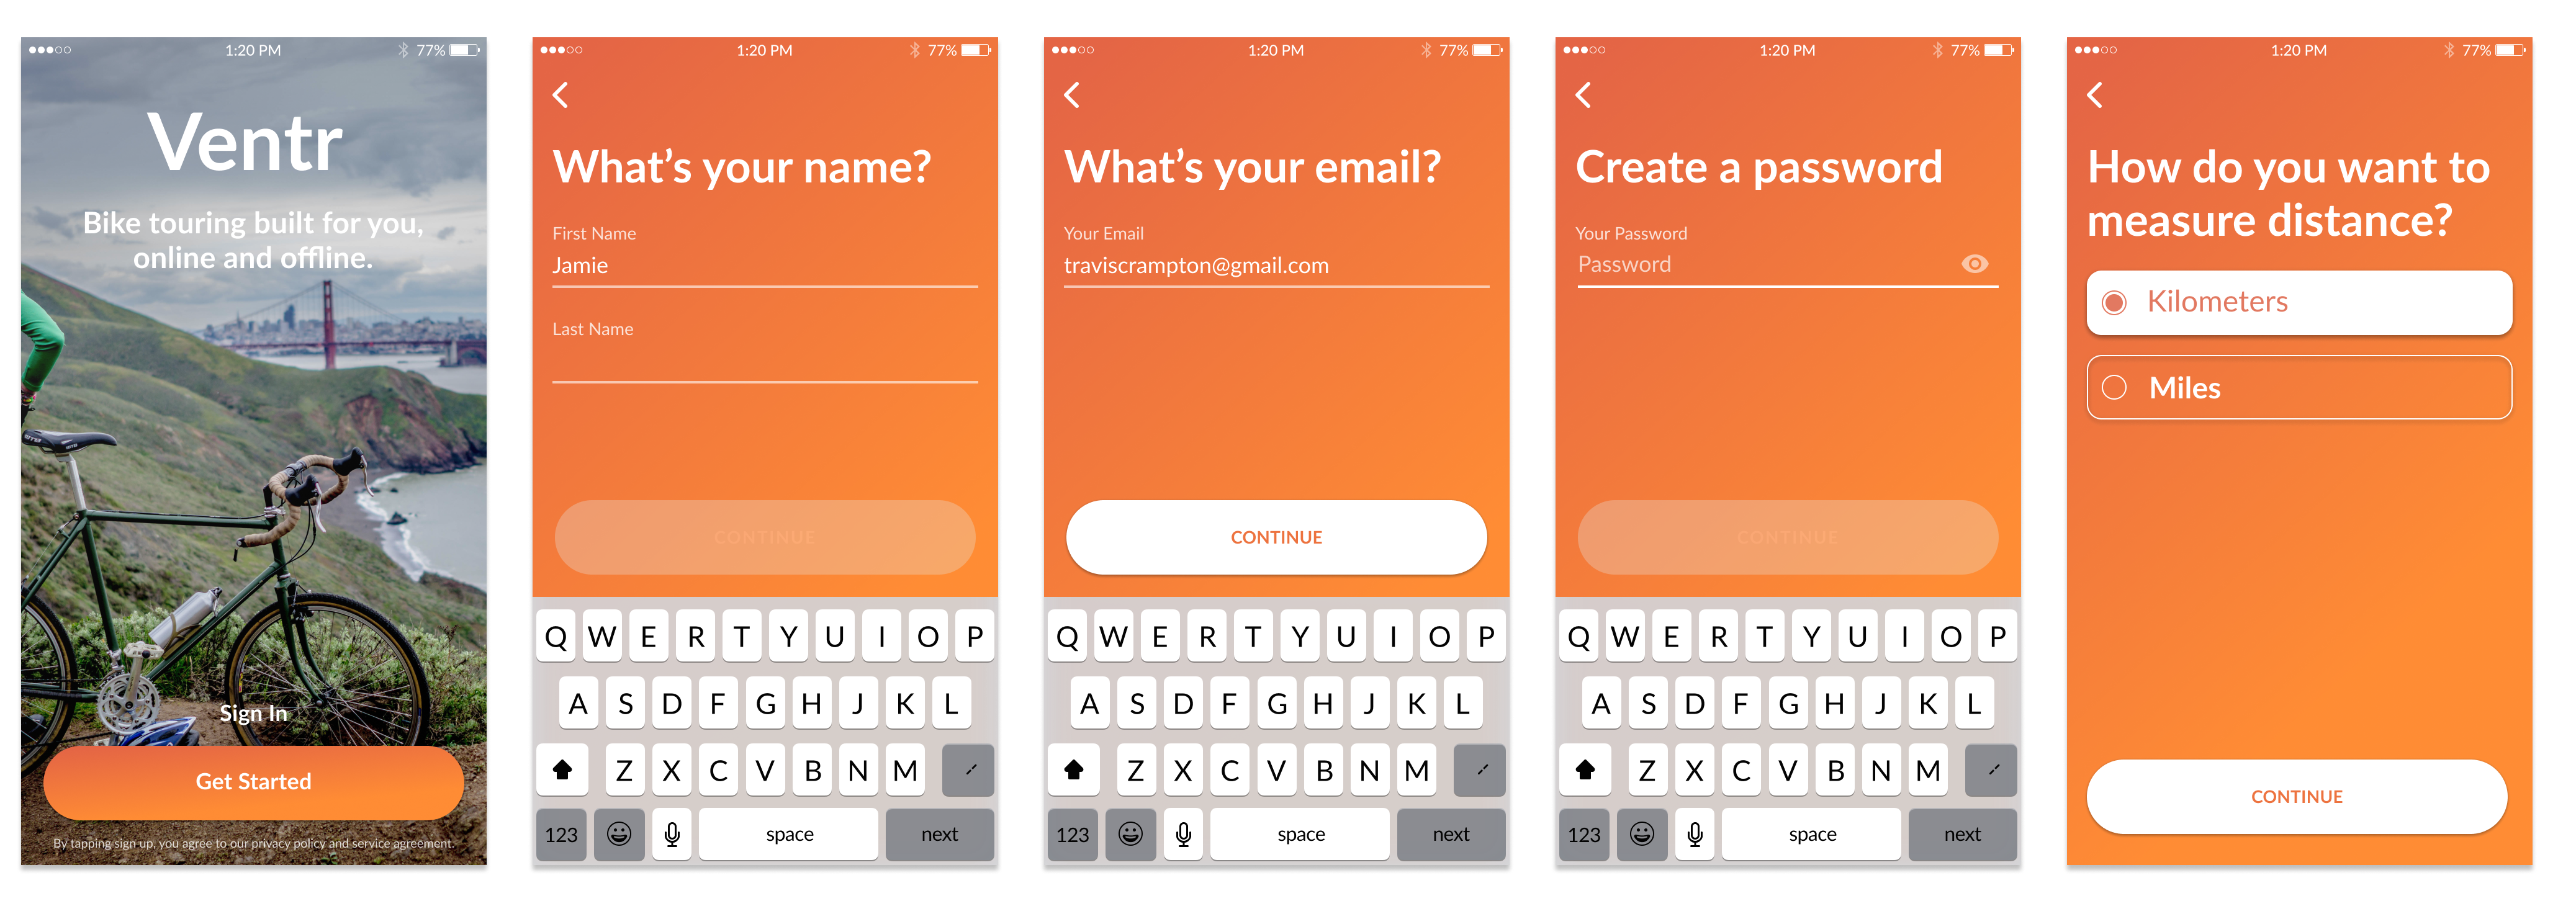 1:20 PM
77%
Ventr
Bike touring built for you,
online and offline.
Sign In
Get Started
By tapping sign up, you agree to our privacy policy and service agreement.
1:20 PM
77%
What's your name?
First Name
Jamie
Last Name
CONTINUE
Q W E R T Y U I O P
A S D F G H J K L
Z X C V B N M
123 space next
1:20 PM
77%
What's your email?
Your Email
traviscrampton@gmail.com
CONTINUE
Q W E R T Y U I O P
A S D F G H J K L
Z X C V B N M
123 space next
1:20 PM
77%
Create a password
Your Password
Password
CONTINUE
Q W E R T Y U I O P
A S D F G H J K L
Z X C V B N M
123 space next
1:20 PM
77%
How do you want to
measure distance?
Kilometers
Miles
CONTINUE